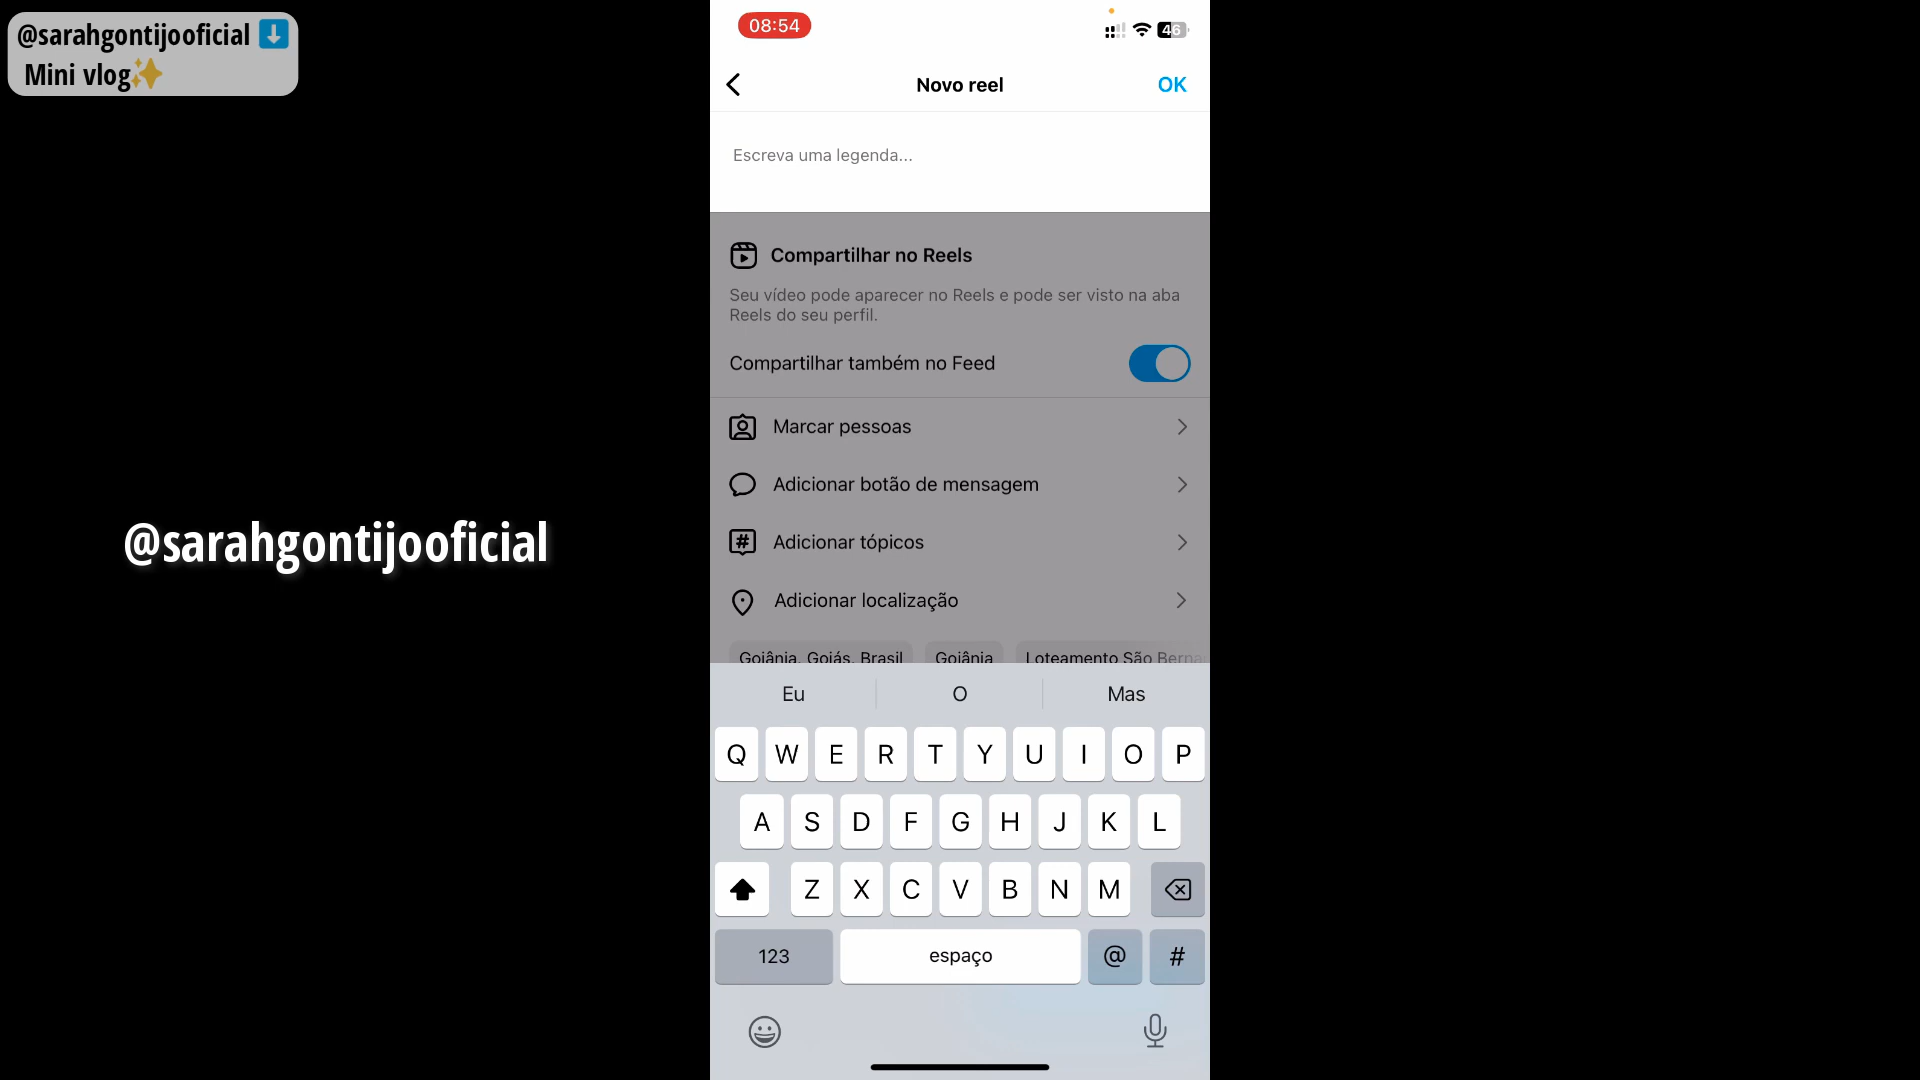 @sarahgontijooficial ⬇️
Mini vlog✨
@sarahgontijooficial
08:54
46
Novo reel
OK
Escreva uma legenda...
Compartilhar no Reels
Seu vídeo pode aparecer no Reels e pode ser visto na aba
Reels do seu perfil.
Compartilhar também no Feed
Marcar pessoas
Adicionar botão de mensagem
Adicionar tópicos
Adicionar localização
Goiânia, Goiás, Brasil Goiânia Loteamento São Berna
Eu O Mas
Q W E R T Y U I O P
A S D F G H J K L
Z X C V B N M
123 espaço @ #